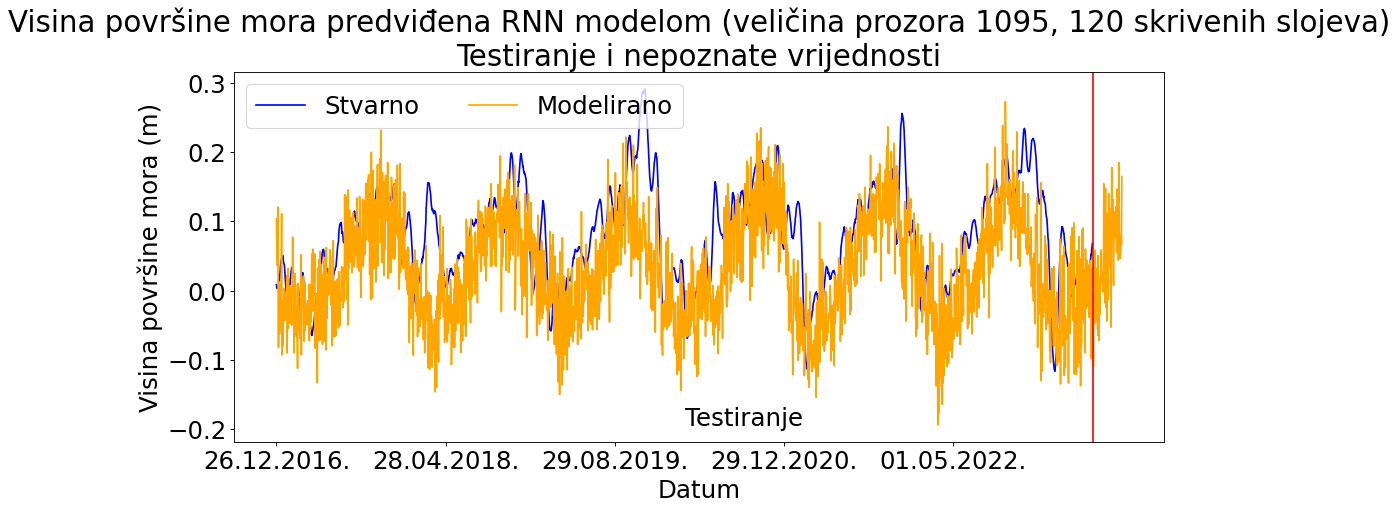 Visina površine mora predviđena RNN modelom (veličina prozora 1095, 120 skrivenih slojeva)
Testiranje i nepoznate vrijednosti
Stvarno Modelirano
Visina površine mora (m)
0.3
0.2
0.1
0.0
−0.1
−0.2
Testiranje
26.12.2016. 28.04.2018. 29.08.2019. 29.12.2020. 01.05.2022.
Datum